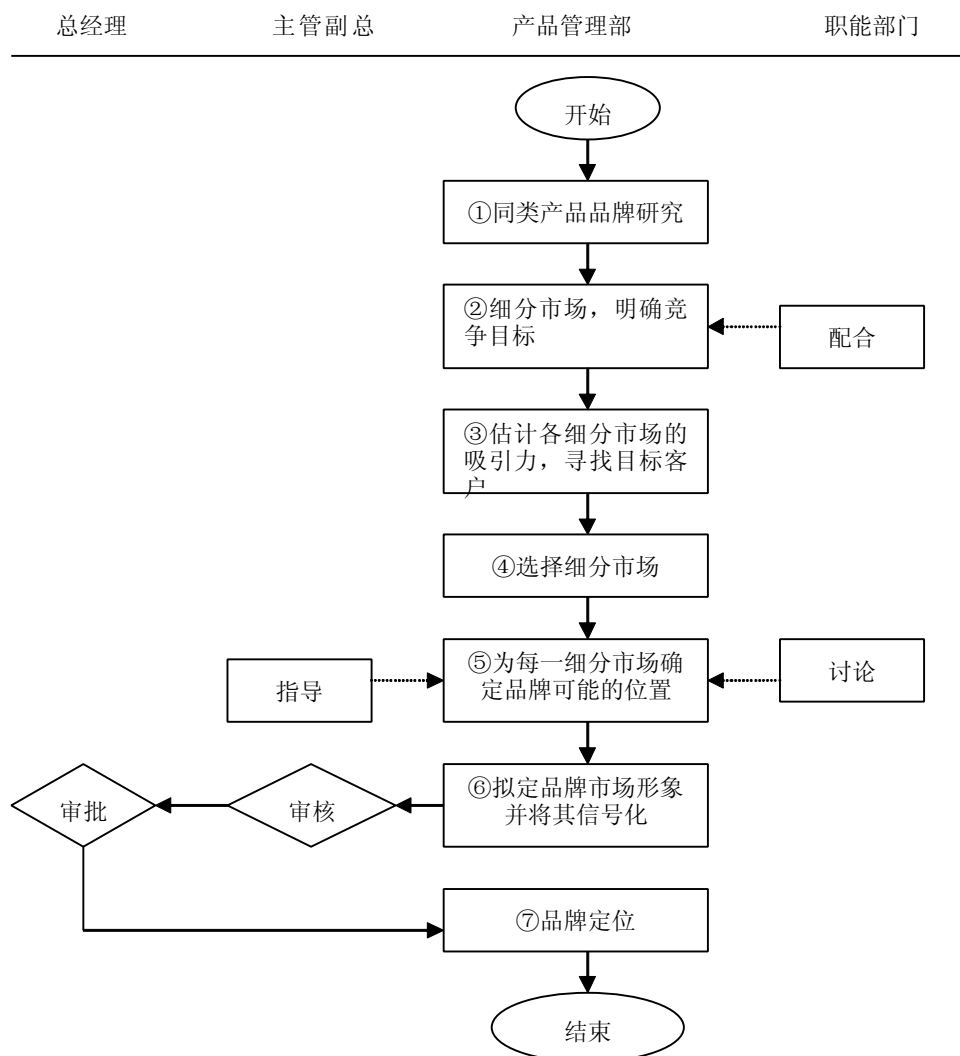 总经理 主管副总 产品管理部 职能部门
开始
①同类产品品牌研究
②细分市场，明确竞
争目标
配合
③估计各细分市场的
吸引力，寻找目标客
户
④选择细分市场
指导
⑤为每一细分市场确
定品牌可能的位置
讨论
审批
审核
⑥拟定品牌市场形象
并将其信号化
⑦品牌定位
结束